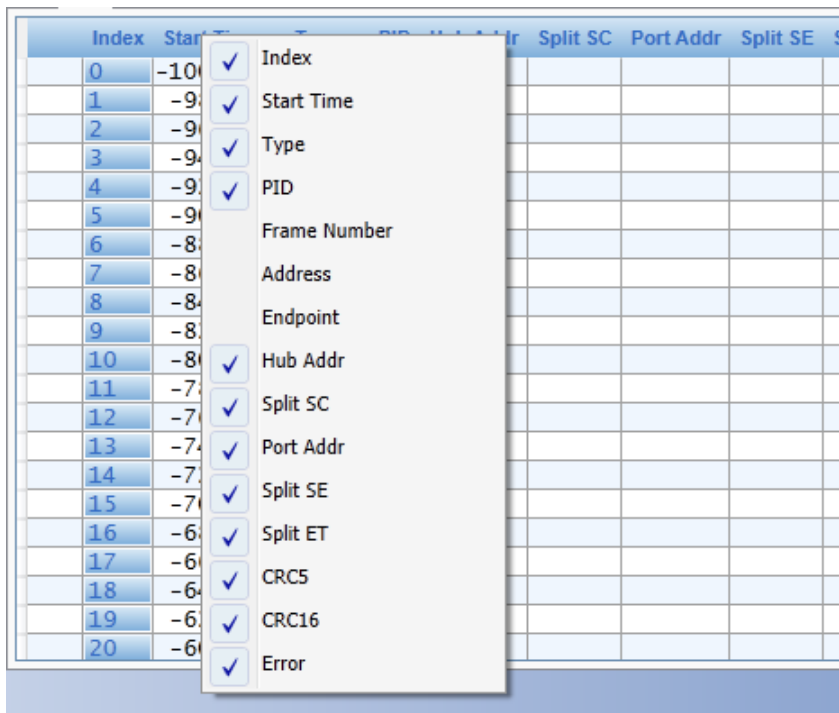 Index Split SC Port Addr Split SE
0
1
2
3
4
5
6
7
8
9
10
11
12
13
14
15
16
17
18
19
20
Index
Start Time
Type
PID
Frame Number
Address
Endpoint
Hub Addr
Split SC
Port Addr
Split SE
Split ET
CRC5
CRC16
Error